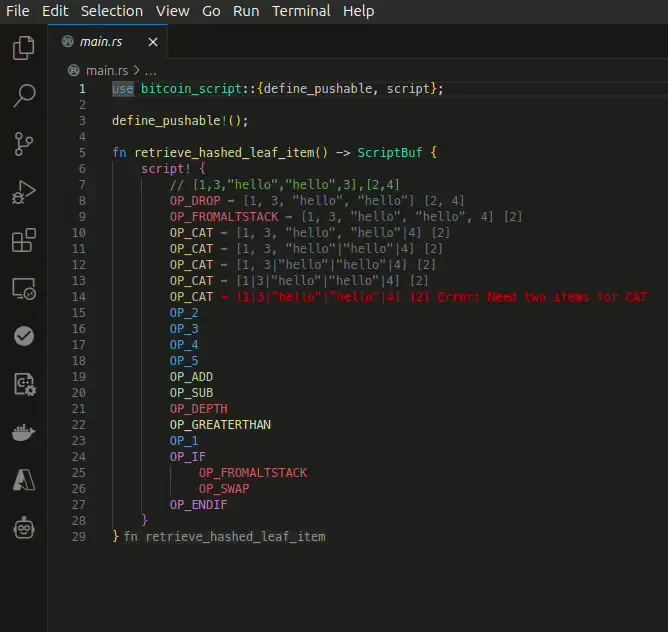 File Edit Selection View Go Run Terminal Help
main.rs ×
main.rs > ...
1 use bitcoin_script::{define_pushable, script};
2
3 define_pushable!();
4
5 fn retrieve_hashed_leaf_item() -> ScriptBuf {
6 script! {
7 // [1,3,"hello","hello",3],[2,4]
8 OP_DROP - [1, 3, "hello", "hello"] [2, 4]
9 OP_FROMALTSTACK - [1, 3, "hello", "hello", 4] [2]
10 OP_CAT - [1, 3, "hello", "hello"|4] [2]
11 OP_CAT - [1, 3, "hello"|"hello"|4] [2]
12 OP_CAT - [1, 3|"hello"|"hello"|4] [2]
13 OP_CAT - [1|3|"hello"|"hello"|4] [2]
14 OP_CAT - [1|3|"hello"|"hello"|4] [2] Error: Need two items for CAT
15 OP_2
16 OP_3
17 OP_4
18 OP_5
19 OP_ADD
20 OP_SUB
21 OP_DEPTH
22 OP_GREATERTHAN
23 OP_1
24 OP_IF
25 OP_FROMALTSTACK
26 OP_SWAP
27 OP_ENDIF
28 }
29 } fn retrieve_hashed_leaf_item